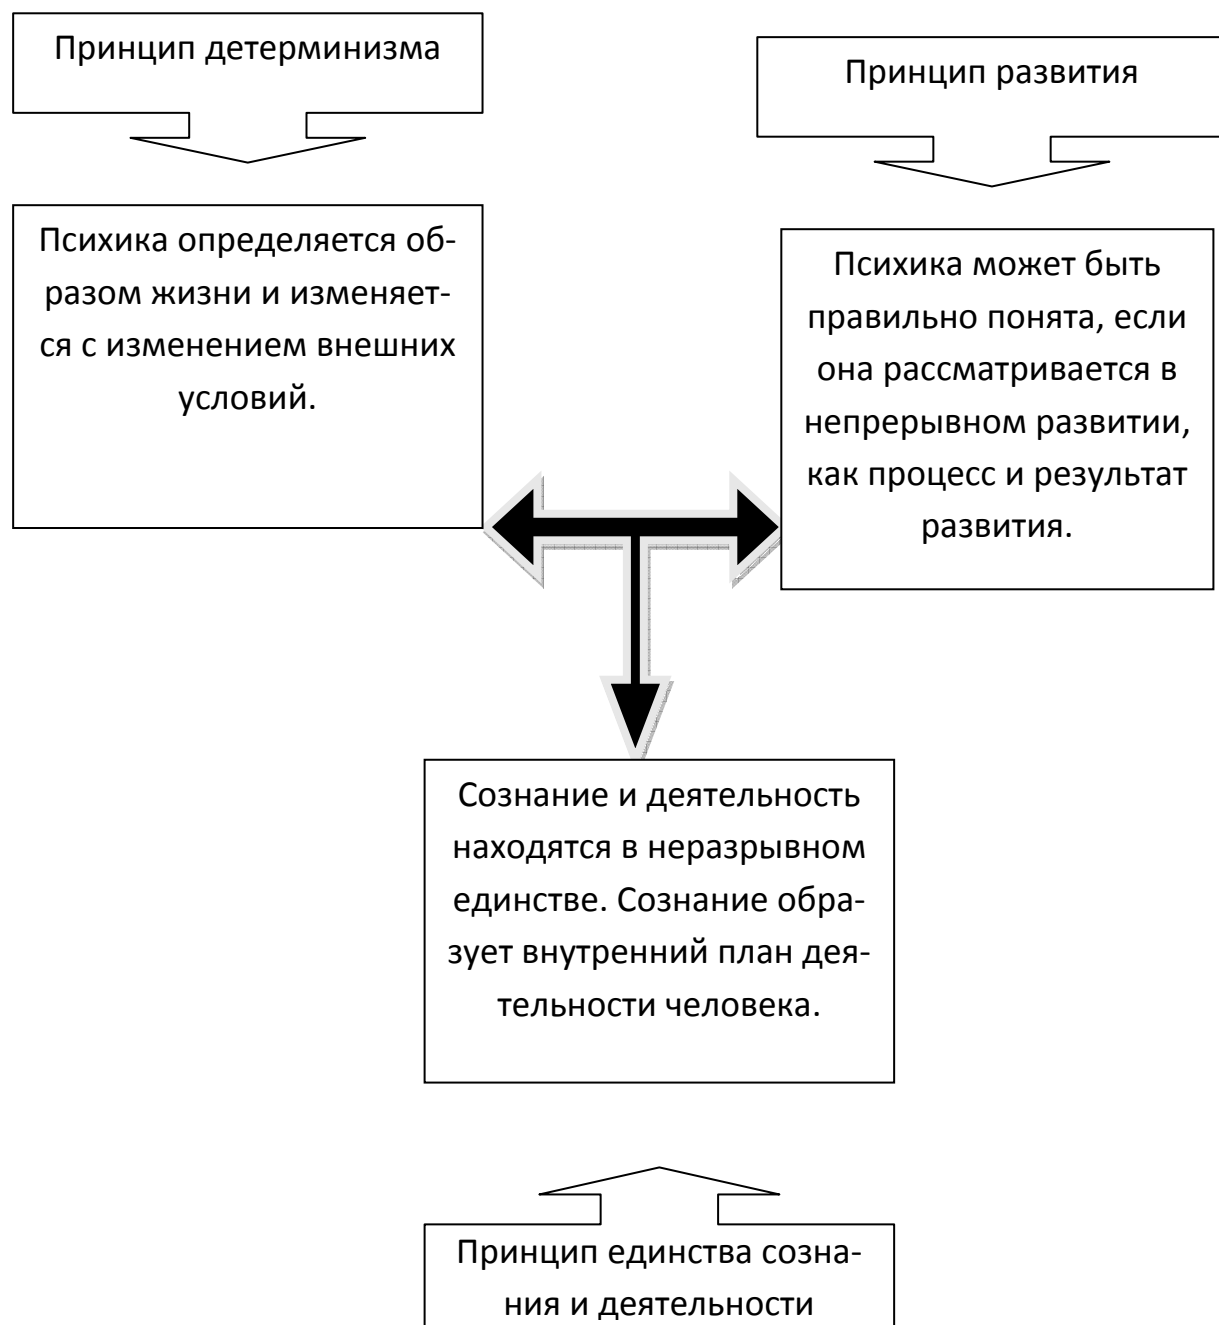 Принцип детерминизма
Принцип развития
Психика определяется об-
разом жизни и изменяет-
ся с изменением внешних
условий.
Психика может быть
правильно понята, если
она рассматривается в
непрерывном развитии,
как процесс и результат
развития.
Сознание и деятельность
находятся в неразрывном
единстве. Сознание обра-
зует внутренний план дея-
тельности человека.
Принцип единства созна-
ния и деятельности